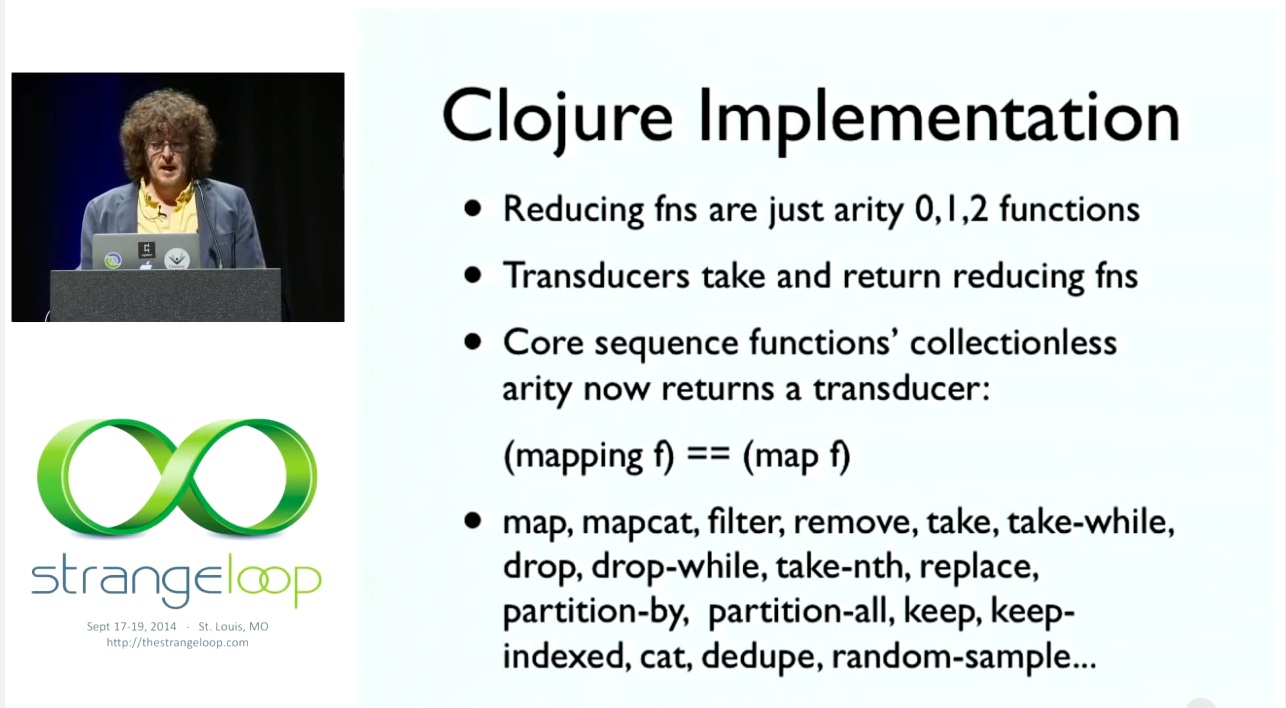 Clojure Implementation
• Reducing fns are just arity 0,1,2 functions
• Transducers take and return reducing fns
• Core sequence functions’ collectionless
arity now returns a transducer:
(mapping f) == (map f)
• map, mapcat, filter, remove, take, take-while,
drop, drop-while, take-nth, replace,
partition-by, partition-all, keep, keep-
indexed, cat, dedupe, random-sample...
strangeloop
Sept 17-19, 2014 - St. Louis, MO
http://thestrangeloop.com